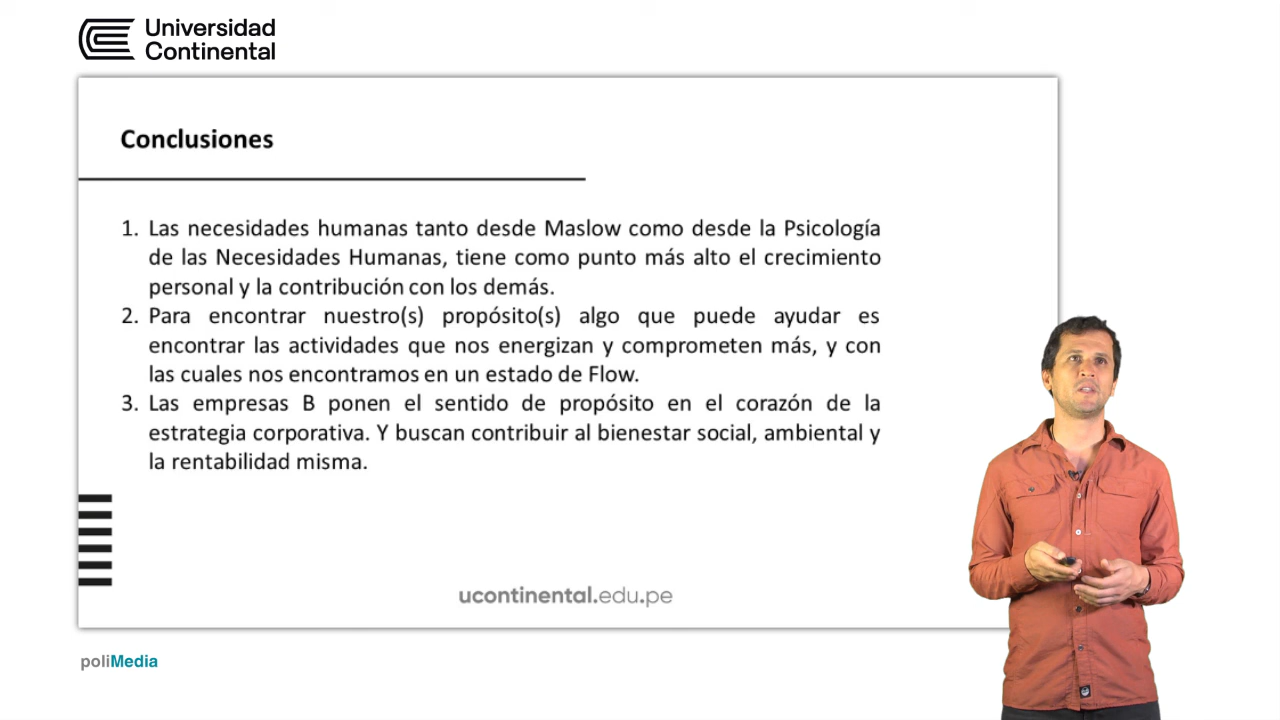 Universidad
Continental
Conclusiones
1. Las necesidades humanas tanto desde Maslow como desde la Psicología
de las Necesidades Humanas, tiene como punto más alto el crecimiento
personal y la contribución con los demás.
2. Para encontrar nuestro(s) propósito(s) algo que puede ayudar es
encontrar las actividades que nos energizan y comprometen más, y con
las cuales nos encontramos en un estado de Flow.
3. Las empresas B ponen el sentido de propósito en el corazón de la
estrategia corporativa. Y buscan contribuir al bienestar social, ambiental y
la rentabilidad misma.
ucontinental.edu.pe
poliMedia